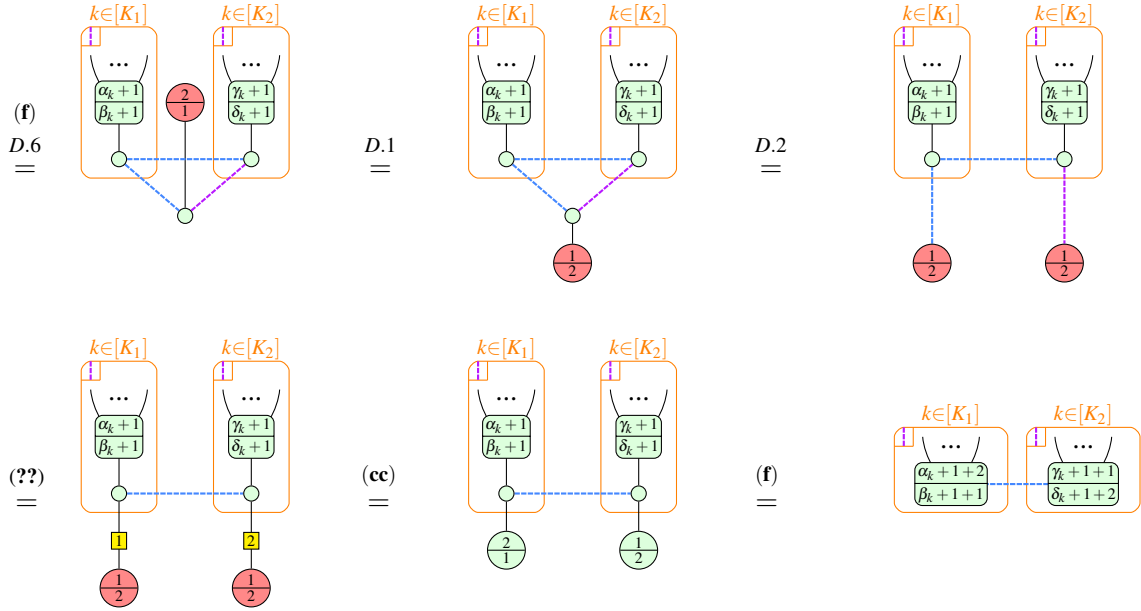 k∈[K₁] k∈[K₂] k∈[K₁] k∈[K₂] k∈[K₁] k∈[K₂]
... ... ... ... ... ...
αₖ+1 γₖ+1 αₖ+1 γₖ+1 αₖ+1 γₖ+1
βₖ+1 δₖ+1 βₖ+1 δₖ+1 βₖ+1 δₖ+1
2
1
(f)
D.6 D.1 D.2
= = =
1 1 1
2 2 2
k∈[K₁] k∈[K₂] k∈[K₁] k∈[K₂] k∈[K₁] k∈[K₂]
... ... ... ... ... ...
αₖ+1 γₖ+1 αₖ+1 γₖ+1 αₖ+1+2 γₖ+1+1
βₖ+1 δₖ+1 βₖ+1 δₖ+1 βₖ+1+1 δₖ+1+2
(??) (cc) (f)
= = =
1 2
2 1
1 2
1 1
2 2